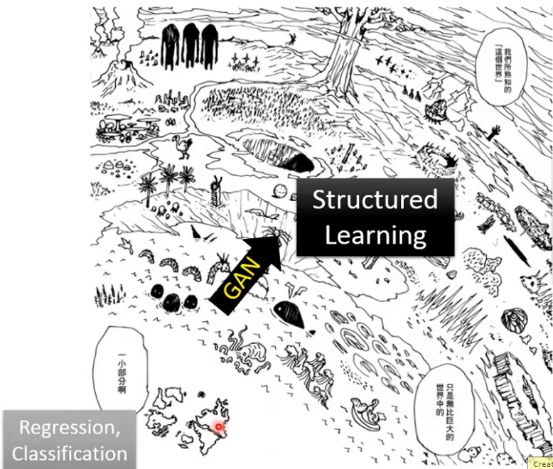 我們所熟知的
「這個世界」
Structured
Learning
GAN
只是無比巨大的
世界中的
一小部分啊
Regression,
Classification
Creat